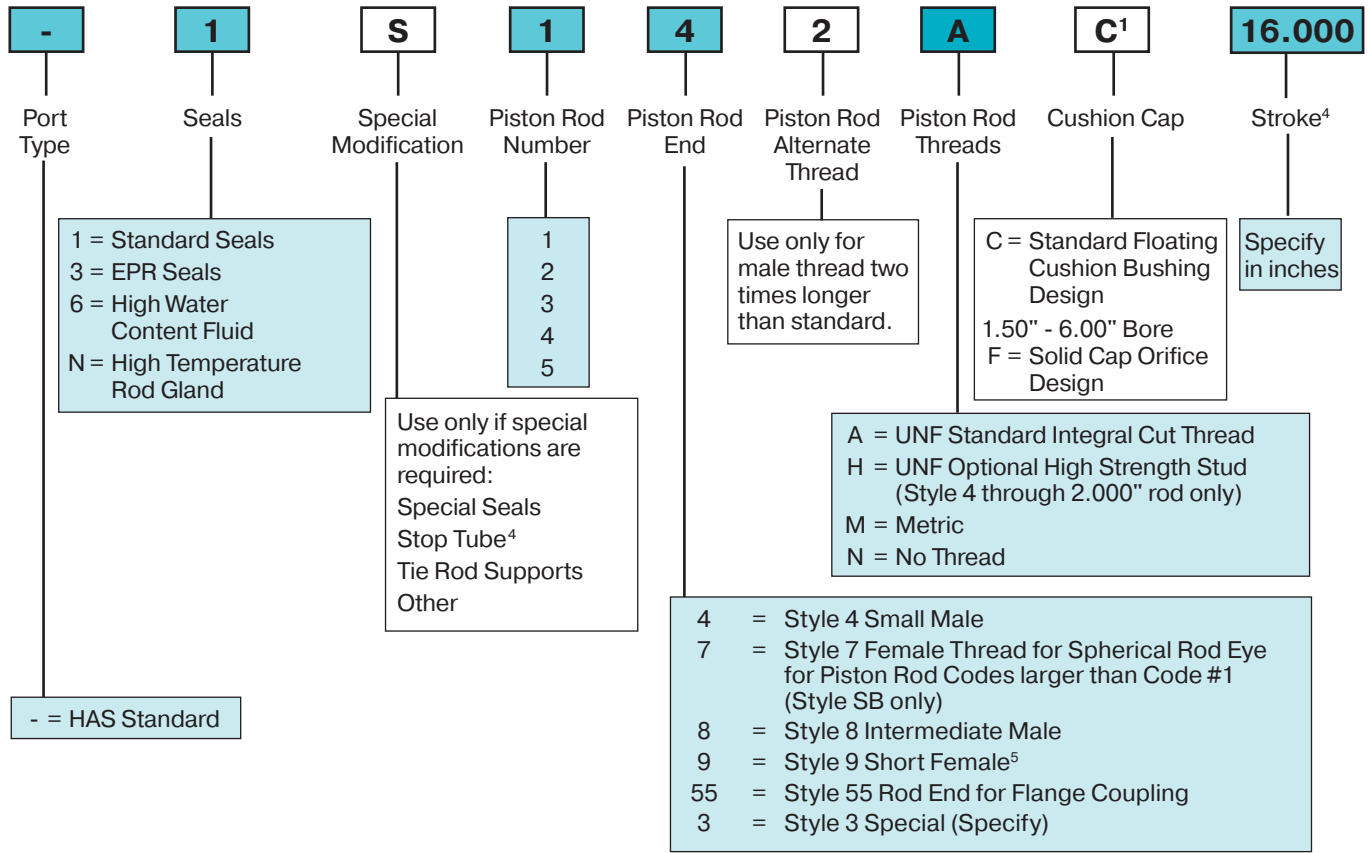 - 1 S 1 4 2 A C¹ 16.000
Port
Type
Seals
Special
Modification
Piston Rod
Number
Piston Rod
End
Piston Rod
Alternate
Thread
Piston Rod
Threads
Cushion Cap
Stroke⁴
1 = Standard Seals
3 = EPR Seals
6 = High Water
Content Fluid
N = High Temperature
Rod Gland
1
2
3
4
5
Use only for
male thread two
times longer
than standard.
C = Standard Floating
Cushion Bushing
Design
1.50" - 6.00" Bore
F = Solid Cap Orifice
Design
Specify
in inches
Use only if special
modifications are
required:
Special Seals
Stop Tube⁴
Tie Rod Supports
Other
A = UNF Standard Integral Cut Thread
H = UNF Optional High Strength Stud
(Style 4 through 2.000" rod only)
M = Metric
N = No Thread
4 = Style 4 Small Male
7 = Style 7 Female Thread for Spherical Rod Eye
for Piston Rod Codes larger than Code #1
(Style SB only)
8 = Style 8 Intermediate Male
9 = Style 9 Short Female⁵
55 = Style 55 Rod End for Flange Coupling
3 = Style 3 Special (Specify)
- = HAS Standard